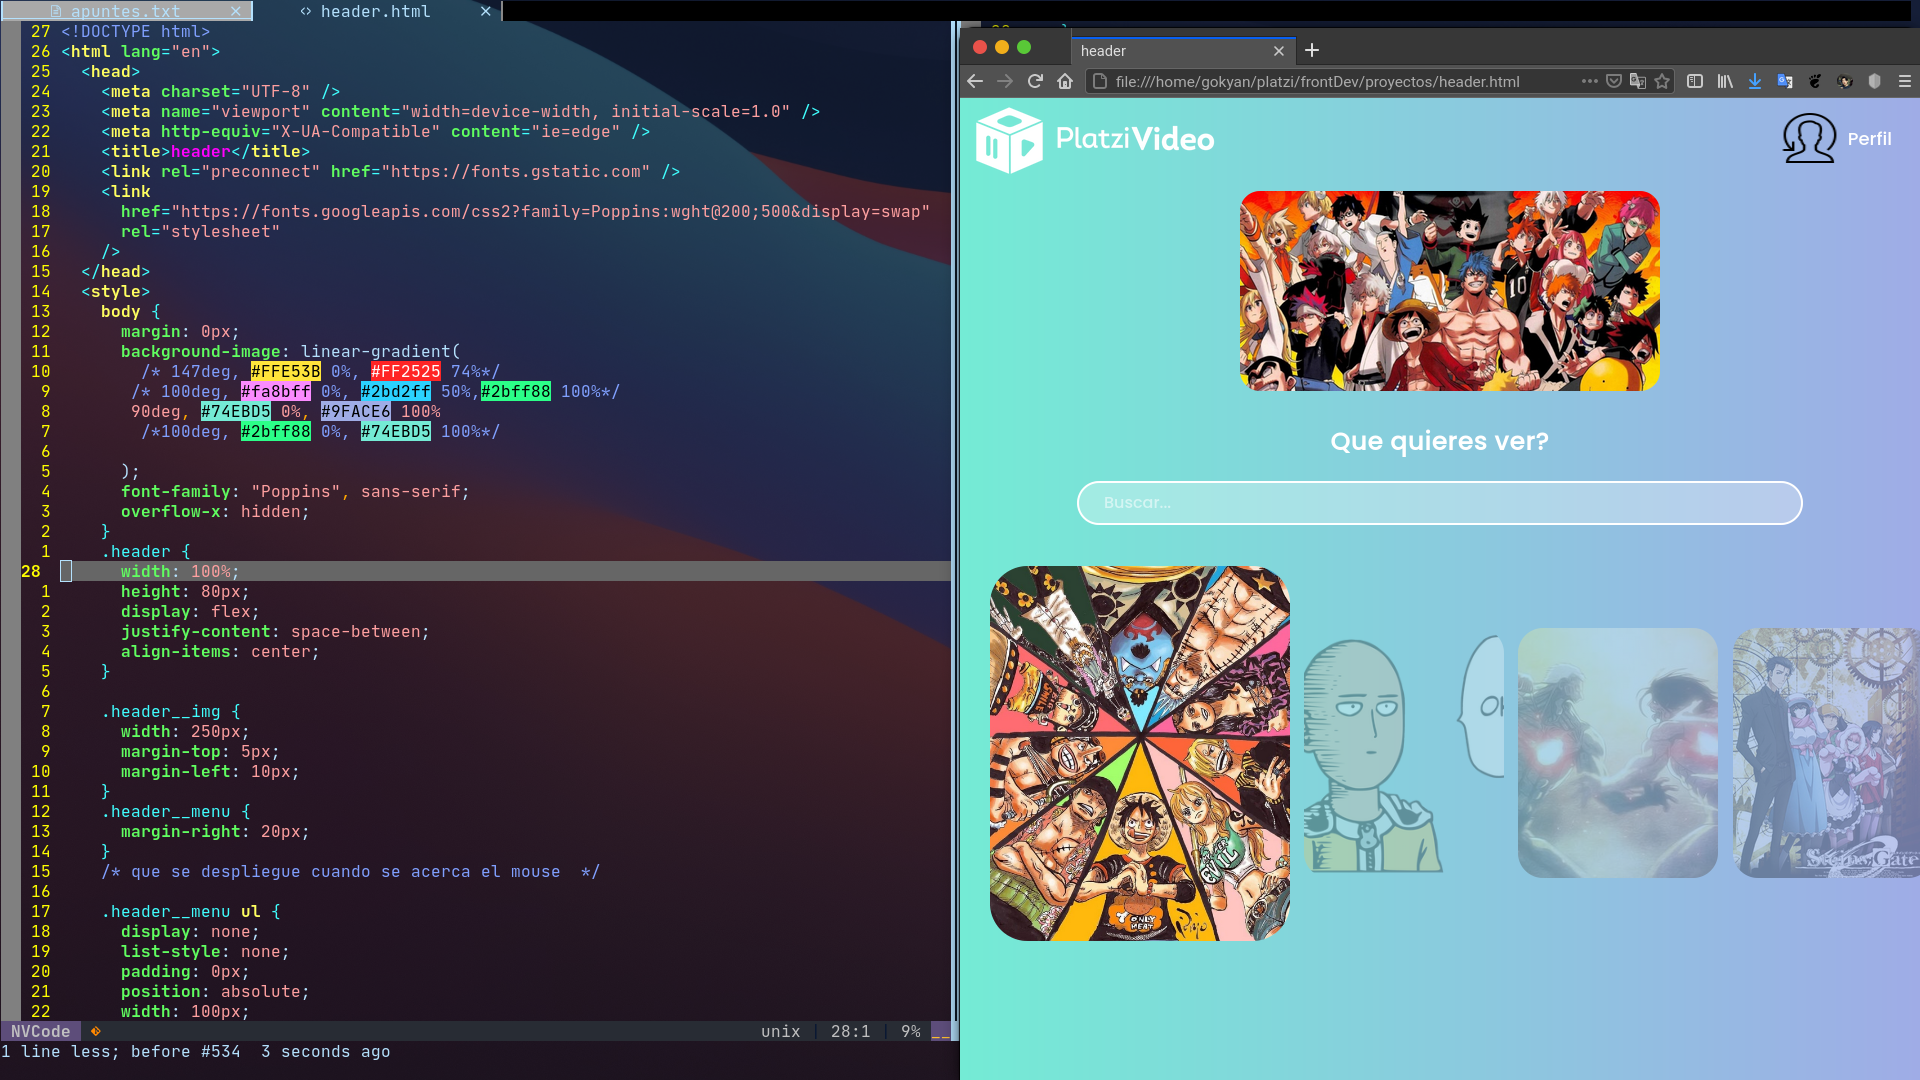 apuntes.txt ✕ <> header.html ✕
27 <!DOCTYPE html>
26 <html lang="en">
25   <head>
24     <meta charset="UTF-8" />
23     <meta name="viewport" content="width=device-width, initial-scale=1.0" />
22     <meta http-equiv="X-UA-Compatible" content="ie=edge" />
21     <title>header</title>
20     <link rel="preconnect" href="https://fonts.gstatic.com" />
19     <link
18       href="https://fonts.googleapis.com/css2?family=Poppins:wght@200;500&display=swap"
17       rel="stylesheet"
16     />
15   </head>
14   <style>
13     body {
12       margin: 0px;
11       background-image: linear-gradient(
10         /* 147deg, #FFE53B 0%, #FF2525 74%*/
9        /* 100deg, #fa8bff 0%, #2bd2ff 50%,#2bff88 100%*/
8        90deg, #74EBD5 0%, #9FACE6 100%
7         /*100deg, #2bff88 0%, #74EBD5 100%*/
6
5       );
4       font-family: "Poppins", sans-serif;
3       overflow-x: hidden;
2     }
1     .header {
28       width: 100%;
1       height: 80px;
2       display: flex;
3       justify-content: space-between;
4       align-items: center;
5     }
6
7     .header__img {
8       width: 250px;
9       margin-top: 5px;
10       margin-left: 10px;
11     }
12     .header__menu {
13       margin-right: 20px;
14     }
15     /* que se despliegue cuando se acerca el mouse  */
16
17     .header__menu ul {
18       display: none;
19       list-style: none;
20       padding: 0px;
21       position: absolute;
22       width: 100px;
NVCode unix | 28:1 | 9%
1 line less; before #534  3 seconds ago
header
file:///home/gokyan/platzi/frontDev/proyectos/header.html
PlatziVideo
Perfil
10
Que quieres ver?
Buscar...
OK
EVIL
ONLY
MEAT
Steins;Gate